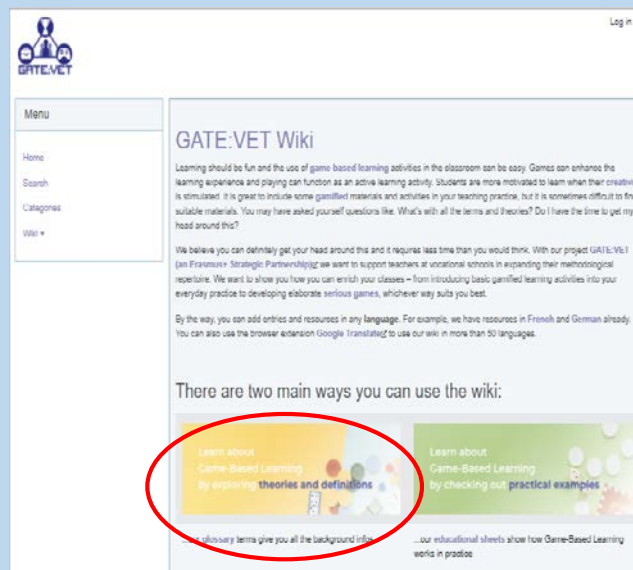 Log in
GATE:VET
Menu
Home
Search
Categories
Wiki
GATE:VET Wiki
Learning should be fun and the use of game-based learning activities in the classroom can be easy. Games can enhance the
learning experience and playing can function as an active learning activity. Students are more motivated to learn when their creativi
is stimulated. It is great to include some gamified materials and activities in your teaching practice, but it is sometimes difficult to fin
suitable materials. You may have asked yourself questions like: What's with all the terms and theories? Do I have the time to get my
head around this?
We believe you can definitely get your head around this and it requires less time than you would think. With our project GATE:VET
(an Erasmus+ Strategic Partnership) we want to support teachers at vocational schools in expanding their methodological
repertoire. We want to show you how you can enrich your classes – from introducing basic gamified learning activities into your
everyday practice to developing elaborate serious games, whichever way suits you best.
By the way, you can add entries and resources in any language. For example, we have resources in French and German already.
You can also use the browser extension Google Translate to use our wiki in more than 50 languages.
There are two main ways you can use the wiki:
Learn about
Game-Based Learning
by exploring theories and definitions
Learn about
Game-Based Learning
by checking out practical examples
glossary terms give you all the background infos
...our educational sheets show how Game-Based Learning
works in practice